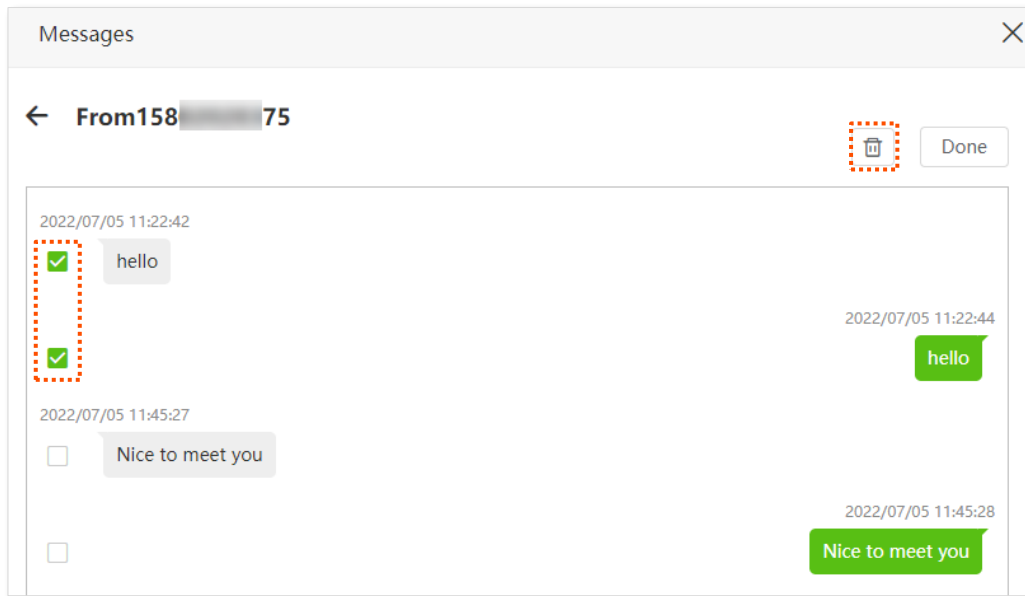 Messages
From158 75
Done
2022/07/05 11:22:42
hello
2022/07/05 11:22:44
hello
2022/07/05 11:45:27
Nice to meet you
2022/07/05 11:45:28
Nice to meet you